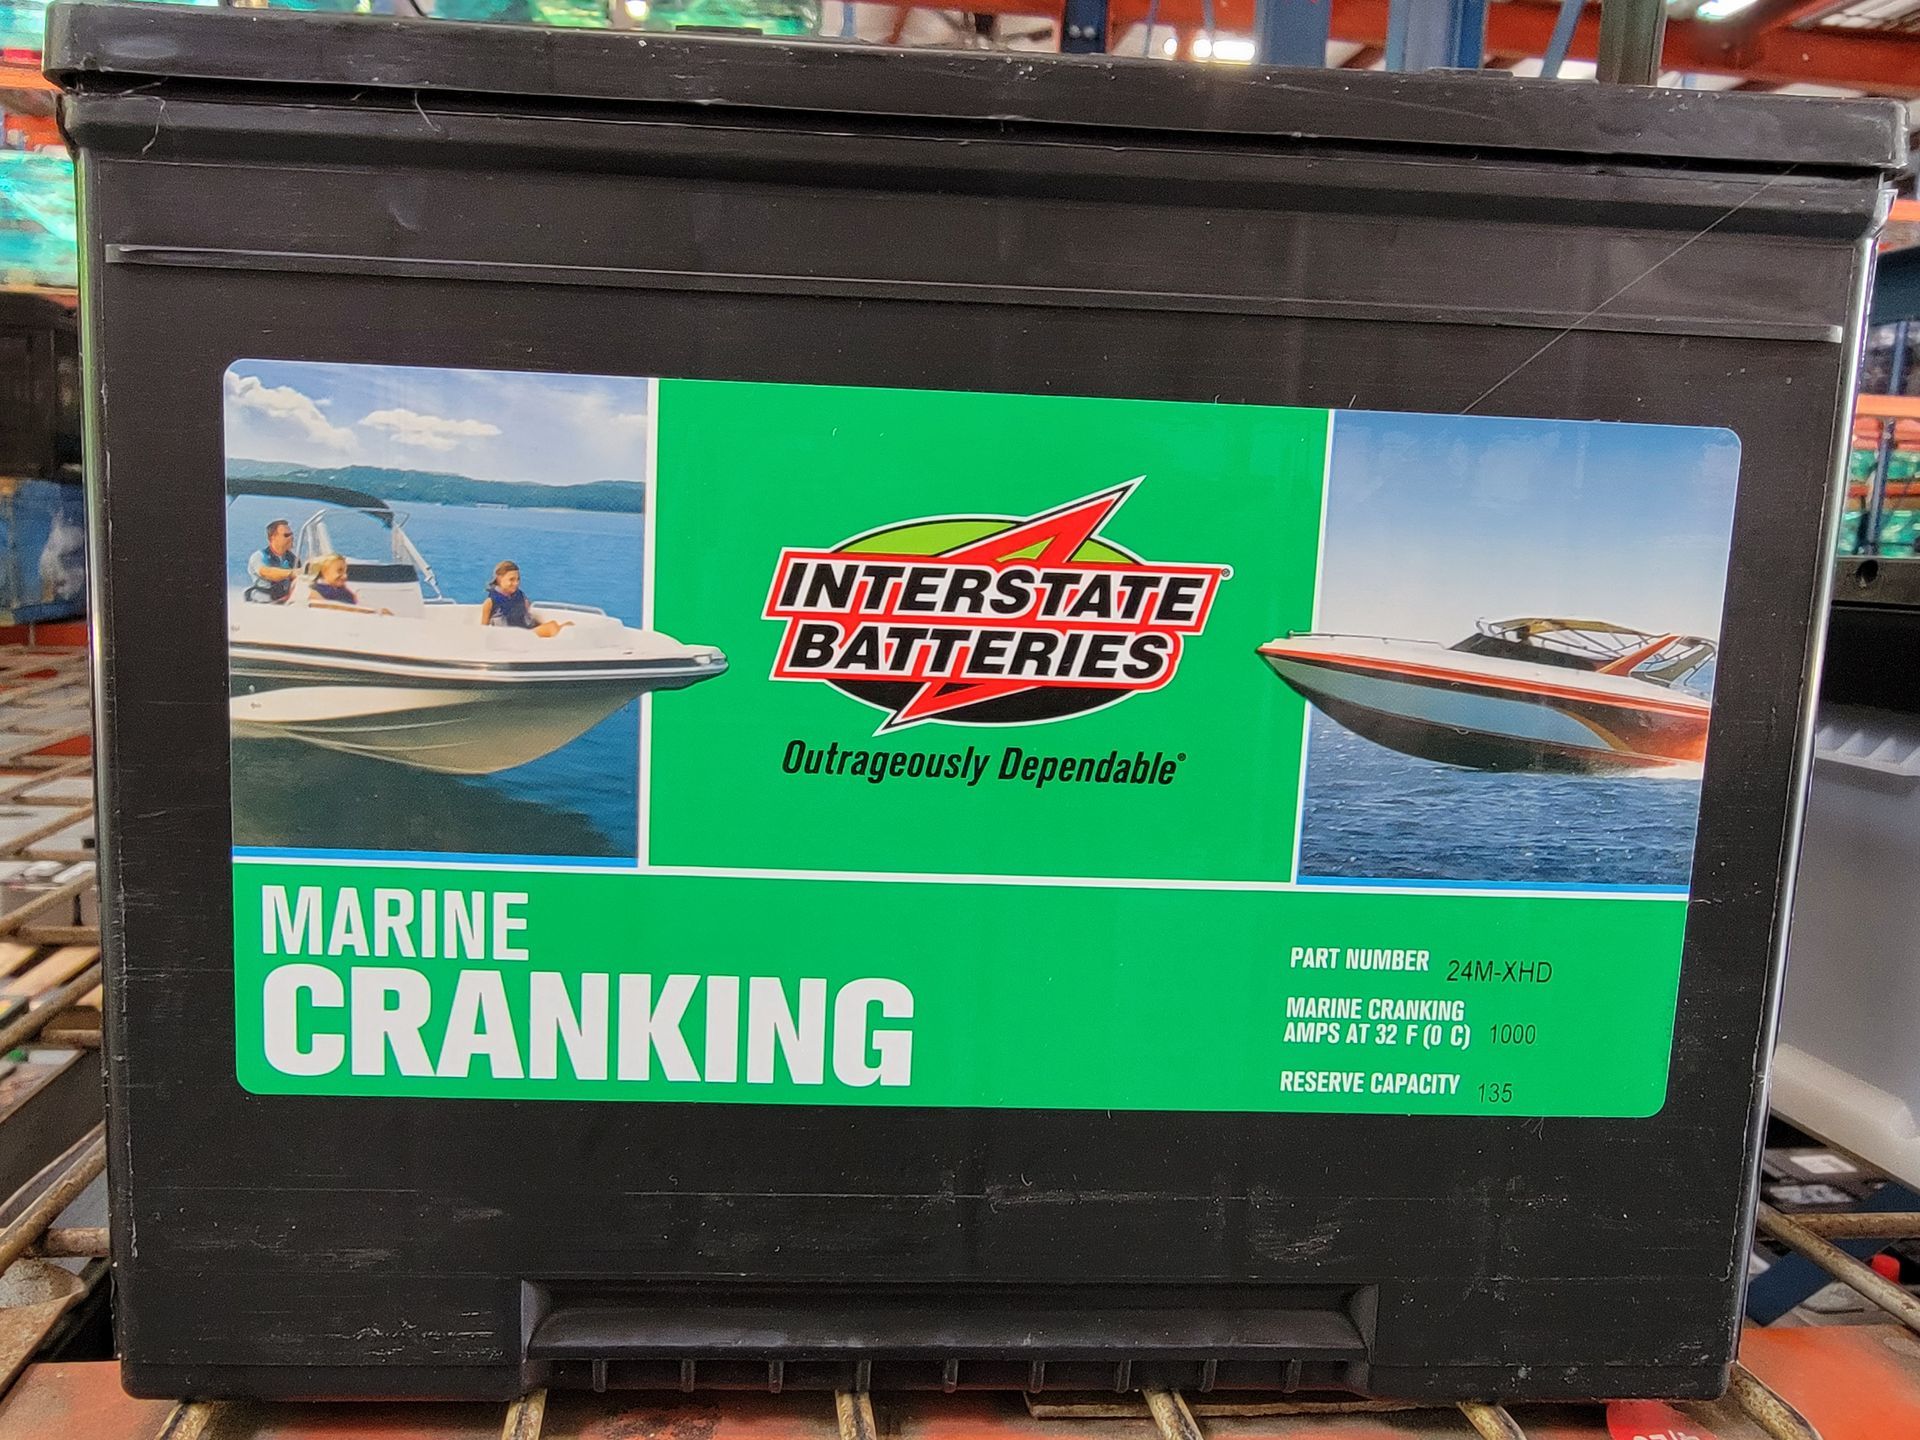 INTERSTATE®
BATTERIES
Outrageously Dependable®
MARINE
CRANKING
PART NUMBER 24M-XHD
MARINE CRANKING
AMPS AT 32 F (0 C) 1000
RESERVE CAPACITY 135